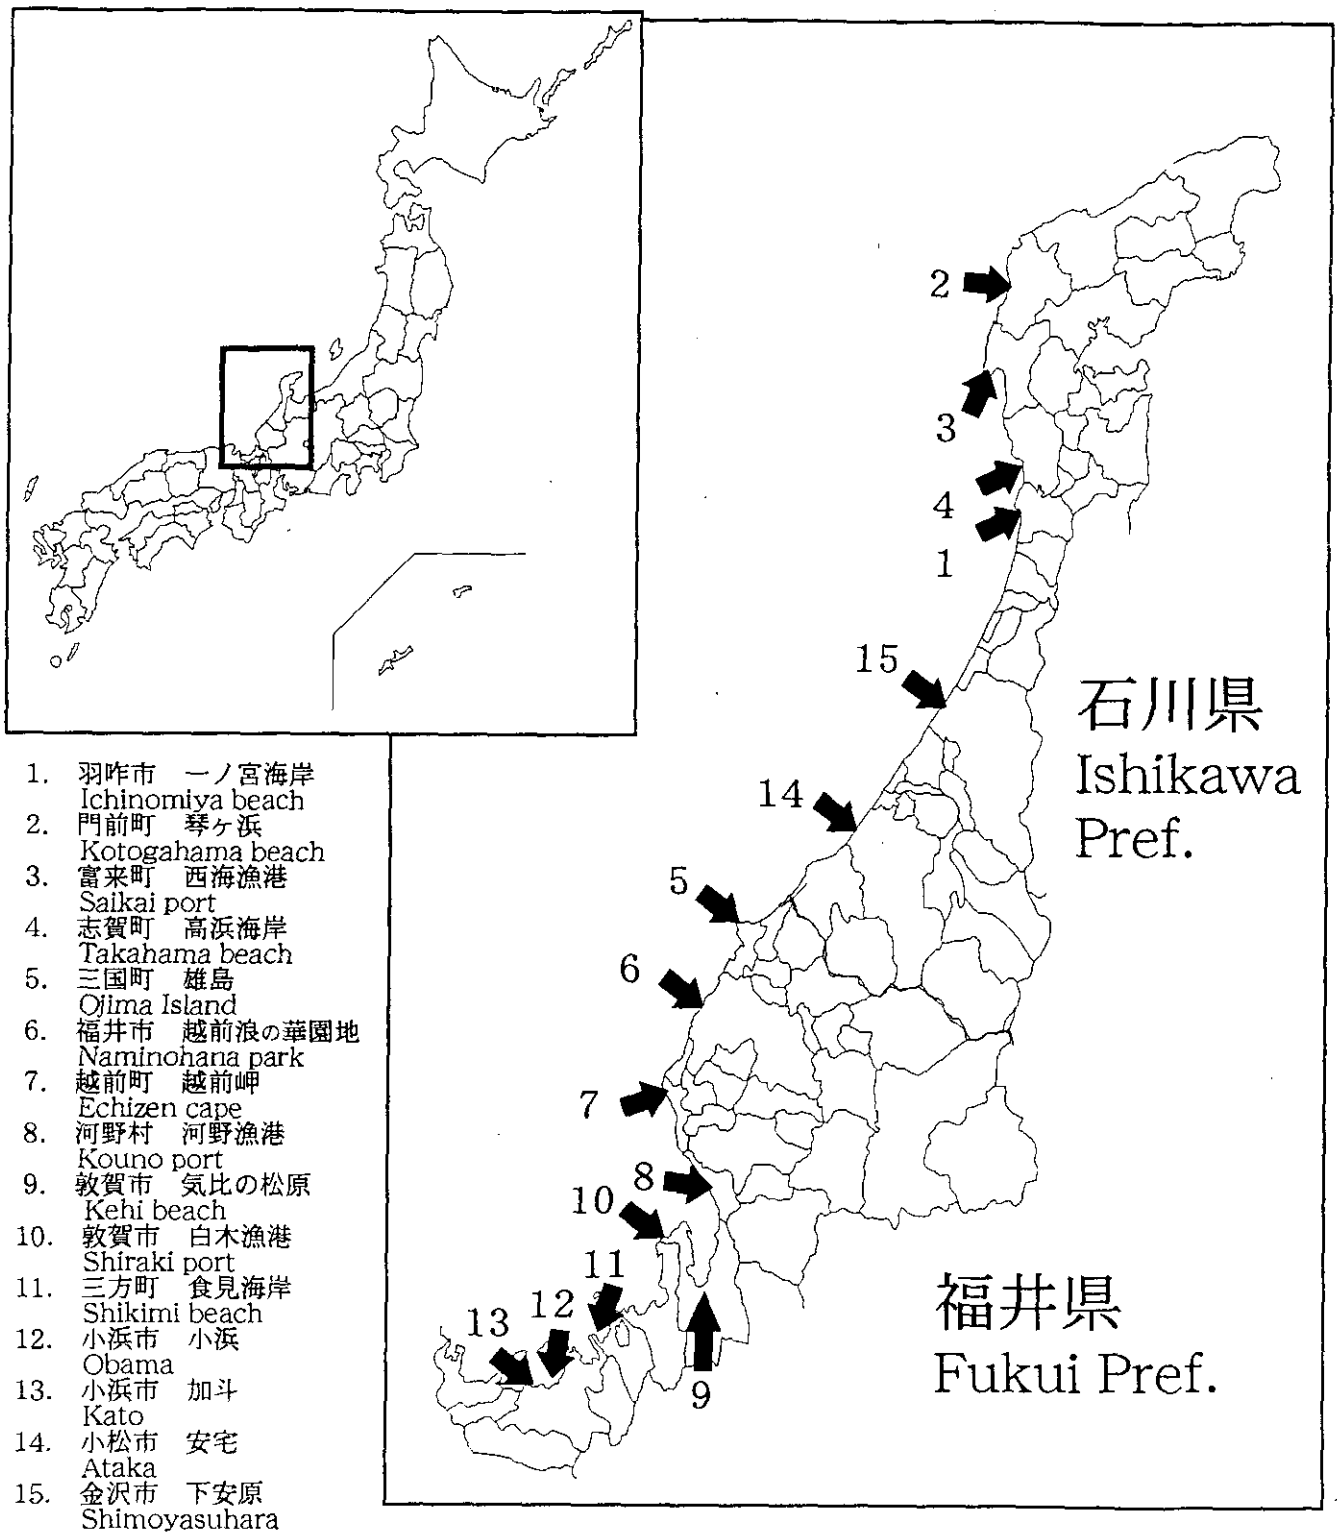 1. 羽咋市 一ノ宮海岸
Ichinomiya beach
2. 門前町 琴ヶ浜
Kotogahama beach
3. 富来町 西海漁港
Saikai port
4. 志賀町 高浜海岸
Takahama beach
5. 三国町 雄島
Ojima Island
6. 福井市 越前浪の華園地
Naminohana park
7. 越前町 越前岬
Echizen cape
8. 河野村 河野漁港
Kouno port
9. 敦賀市 気比の松原
Kehi beach
10. 敦賀市 白木漁港
Shiraki port
11. 三方町 食見海岸
Shikimi beach
12. 小浜市 小浜
Obama
13. 小浜市 加斗
Kato
14. 小松市 安宅
Ataka
15. 金沢市 下安原
Shimoyasuhara
2
3
4
1
15
14
5
6
7
8
10
11
12
13
9
石川県
Ishikawa
Pref.
福井県
Fukui Pref.